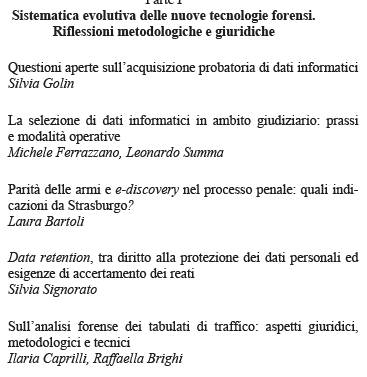 Parte I
Sistematica evolutiva delle nuove tecnologie forensi.
Riflessioni metodologiche e giuridiche
Questioni aperte sull’acquisizione probatoria di dati informatici
Silvia Golin
La selezione di dati informatici in ambito giudiziario: prassi
e modalità operative
Michele Ferrazzano, Leonardo Summa
Parità delle armi e e-discovery nel processo penale: quali indi-
cazioni da Strasburgo?
Laura Bartoli
Data retention, tra diritto alla protezione dei dati personali ed
esigenze di accertamento dei reati
Silvia Signorato
Sull’analisi forense dei tabulati di traffico: aspetti giuridici,
metodologici e tecnici
Ilaria Caprilli, Raffaella Brighi